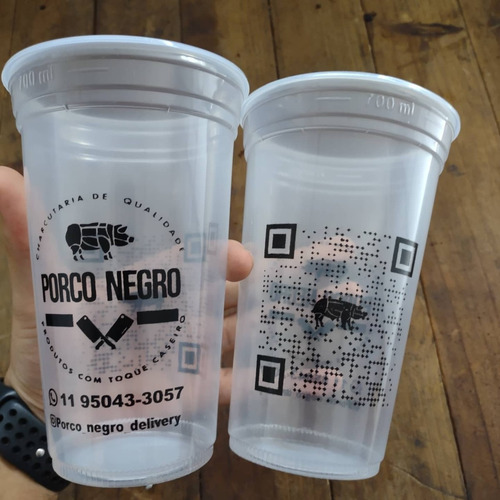 700 ml
CHARCUTARIA DE QUALIDADE
PORCO NEGRO
PRODUTOS COM TOQUE CASEIRO
11 95043-3057
Porco negro delivery
700 ml